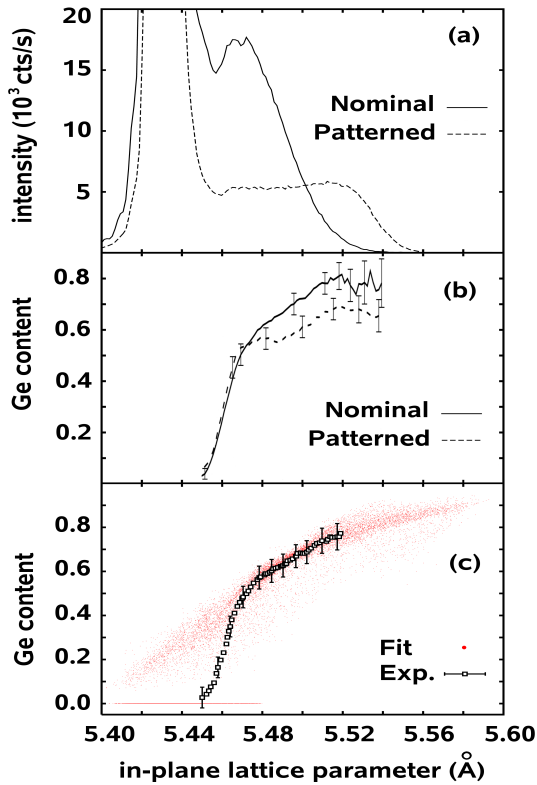 20
15
10
5
intensity (10³ cts/s)
(a)
Nominal
Patterned
0.8
0.6
0.4
0.2
Ge content
(b)
Nominal
Patterned
0.8
0.6
0.4
0.2
0.0
Ge content
(c)
Fit
Exp.
5.40 5.44 5.48 5.52 5.56 5.60
in-plane lattice parameter (Å)